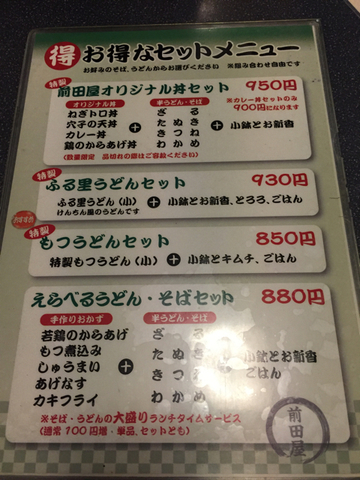 得 お得なセットメニュー
お好みのそば、うどんからお選びください ※組み合わせ自由です
特製
前田屋オリジナル丼セット 950円
オリジナル丼 半うどん・そば ※カレー丼セットのみ
900円になります
ねぎトロ丼 ざる
穴子の天丼 + たぬき + 小鉢とお新香
カレー丼 きつね
鶏のからあげ丼 わかめ
(数量限定 品切れの際はご容赦ください)
特製
ふる里うどんセット 930円
ふる里うどん(小) + 小鉢とお新香、とろろ、ごはん
けんちん風のうどんです
おすすめ
特製
もつうどんセット 850円
特製もつうどん(小) + 小鉢とキムチ、ごはん
えらべるうどん・そばセット 880円
手作りおかず 半うどん・そば
若鶏のからあげ ざる
もつ煮込み たぬき 小鉢とお新香
しゅうまい + きつね + ごはん
あげなす わかめ
カキフライ
※そば・うどんの大盛りランチタイムサービス
(通常100円増・単品、セットとも)
前田屋